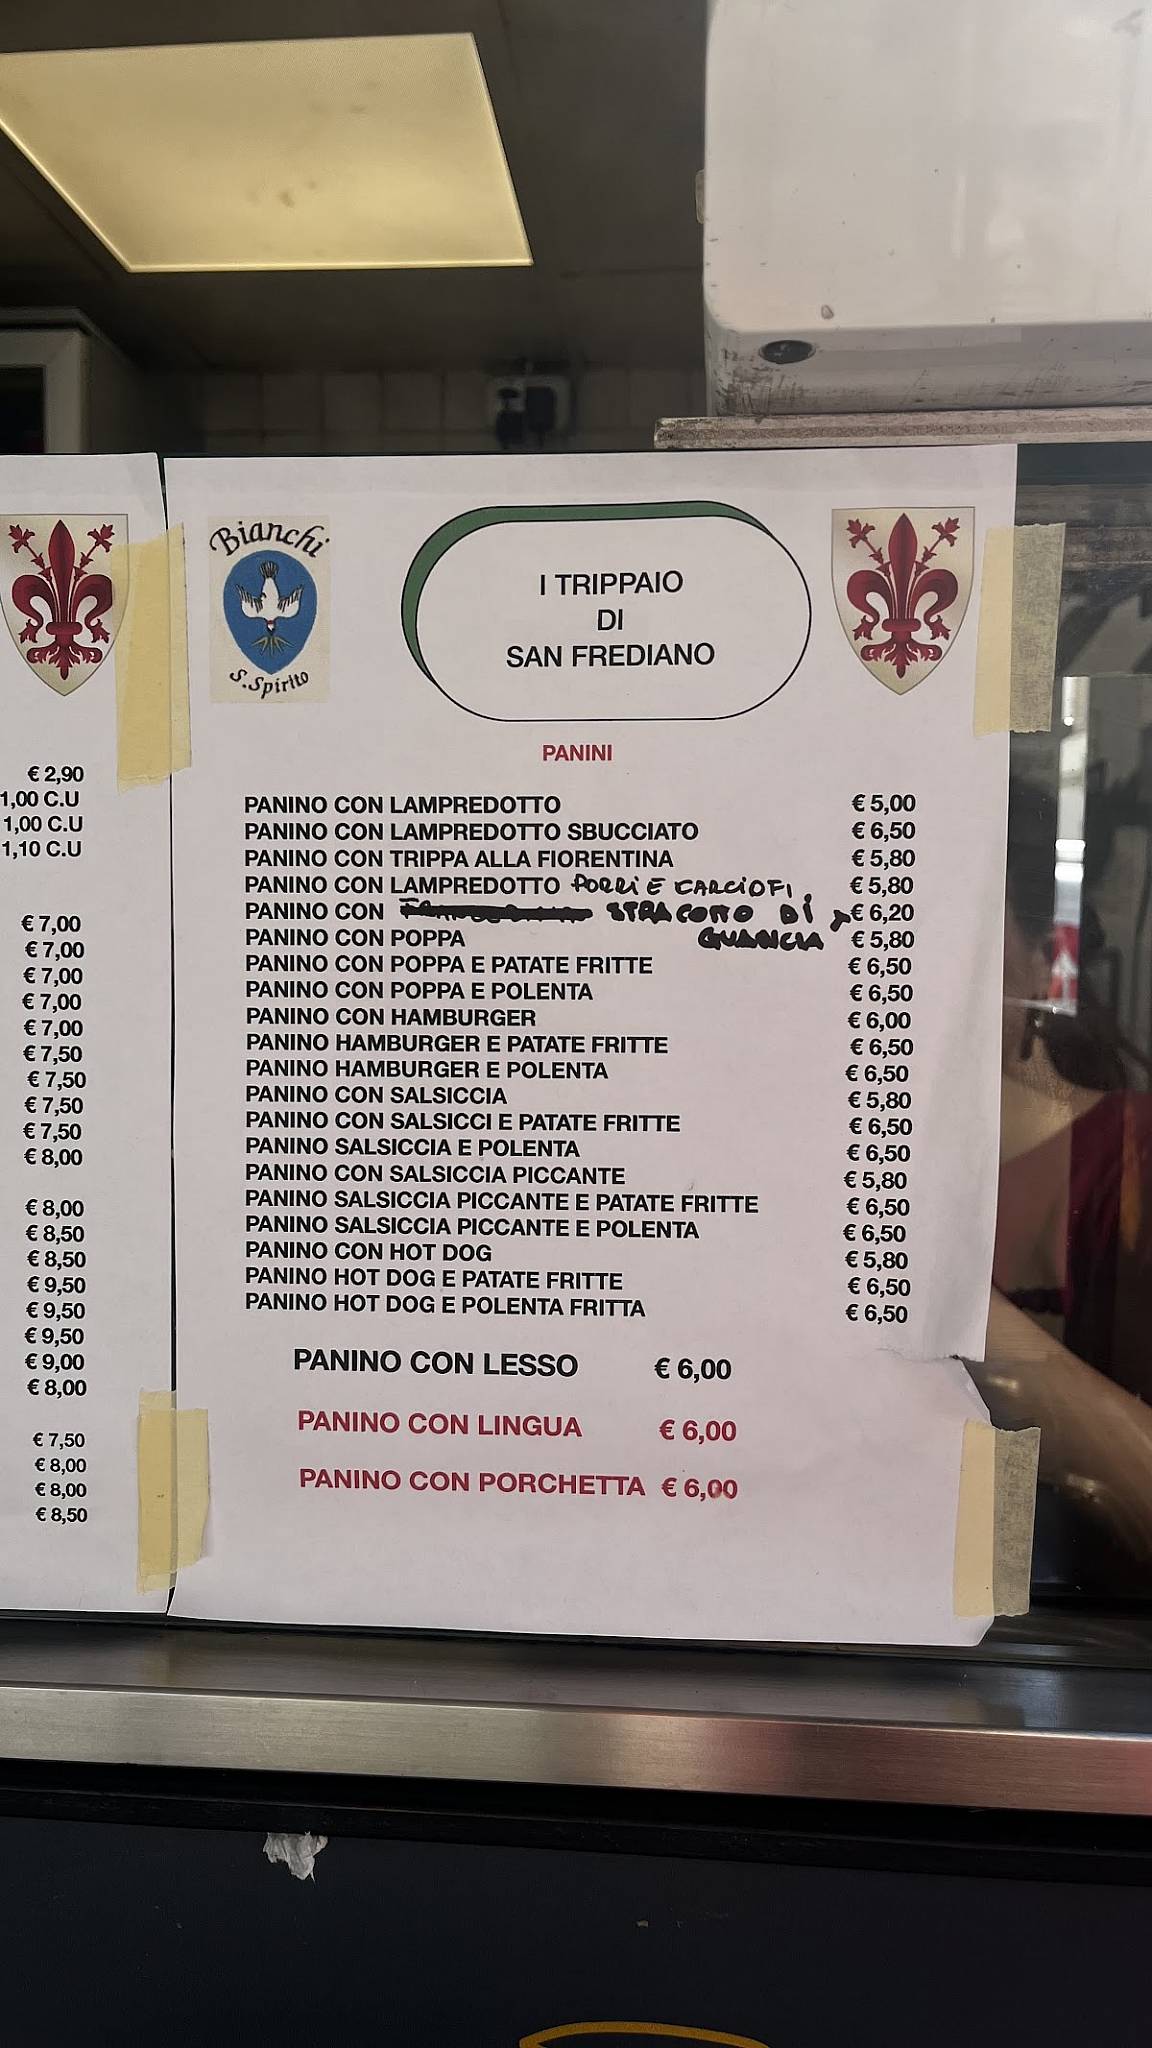 Bianchi
S. Spirito
I TRIPPAIO
DI
SAN FREDIANO
PANINI
PANINO CON LAMPREDOTTO € 5,00
PANINO CON LAMPREDOTTO SBUCCIATO € 6,50
PANINO CON TRIPPA ALLA FIORENTINA € 5,80
PANINO CON LAMPREDOTTO PORRI E CARCIOFI € 5,80
PANINO CON STRACOTTO DI € 6,20
GUANCIA
PANINO CON POPPA € 5,80
PANINO CON POPPA E PATATE FRITTE € 6,50
PANINO CON POPPA E POLENTA € 6,50
PANINO CON HAMBURGER € 6,00
PANINO HAMBURGER E PATATE FRITTE € 6,50
PANINO HAMBURGER E POLENTA € 6,50
PANINO CON SALSICCIA € 5,80
PANINO CON SALSICCI E PATATE FRITTE € 6,50
PANINO SALSICCIA E POLENTA € 6,50
PANINO CON SALSICCIA PICCANTE € 5,80
PANINO SALSICCIA PICCANTE E PATATE FRITTE € 6,50
PANINO SALSICCIA PICCANTE E POLENTA € 6,50
PANINO CON HOT DOG € 5,80
PANINO HOT DOG E PATATE FRITTE € 6,50
PANINO HOT DOG E POLENTA FRITTA € 6,50
PANINO CON LESSO € 6,00
PANINO CON LINGUA € 6,00
PANINO CON PORCHETTA € 6,00
€ 2,90
1,00 C.U
1,00 C.U
1,10 C.U
€ 7,00
€ 7,00
€ 7,00
€ 7,00
€ 7,00
€ 7,50
€ 7,50
€ 7,50
€ 7,50
€ 8,00
€ 8,00
€ 8,50
€ 8,50
€ 9,50
€ 9,50
€ 9,50
€ 9,00
€ 8,00
€ 7,50
€ 8,00
€ 8,00
€ 8,50